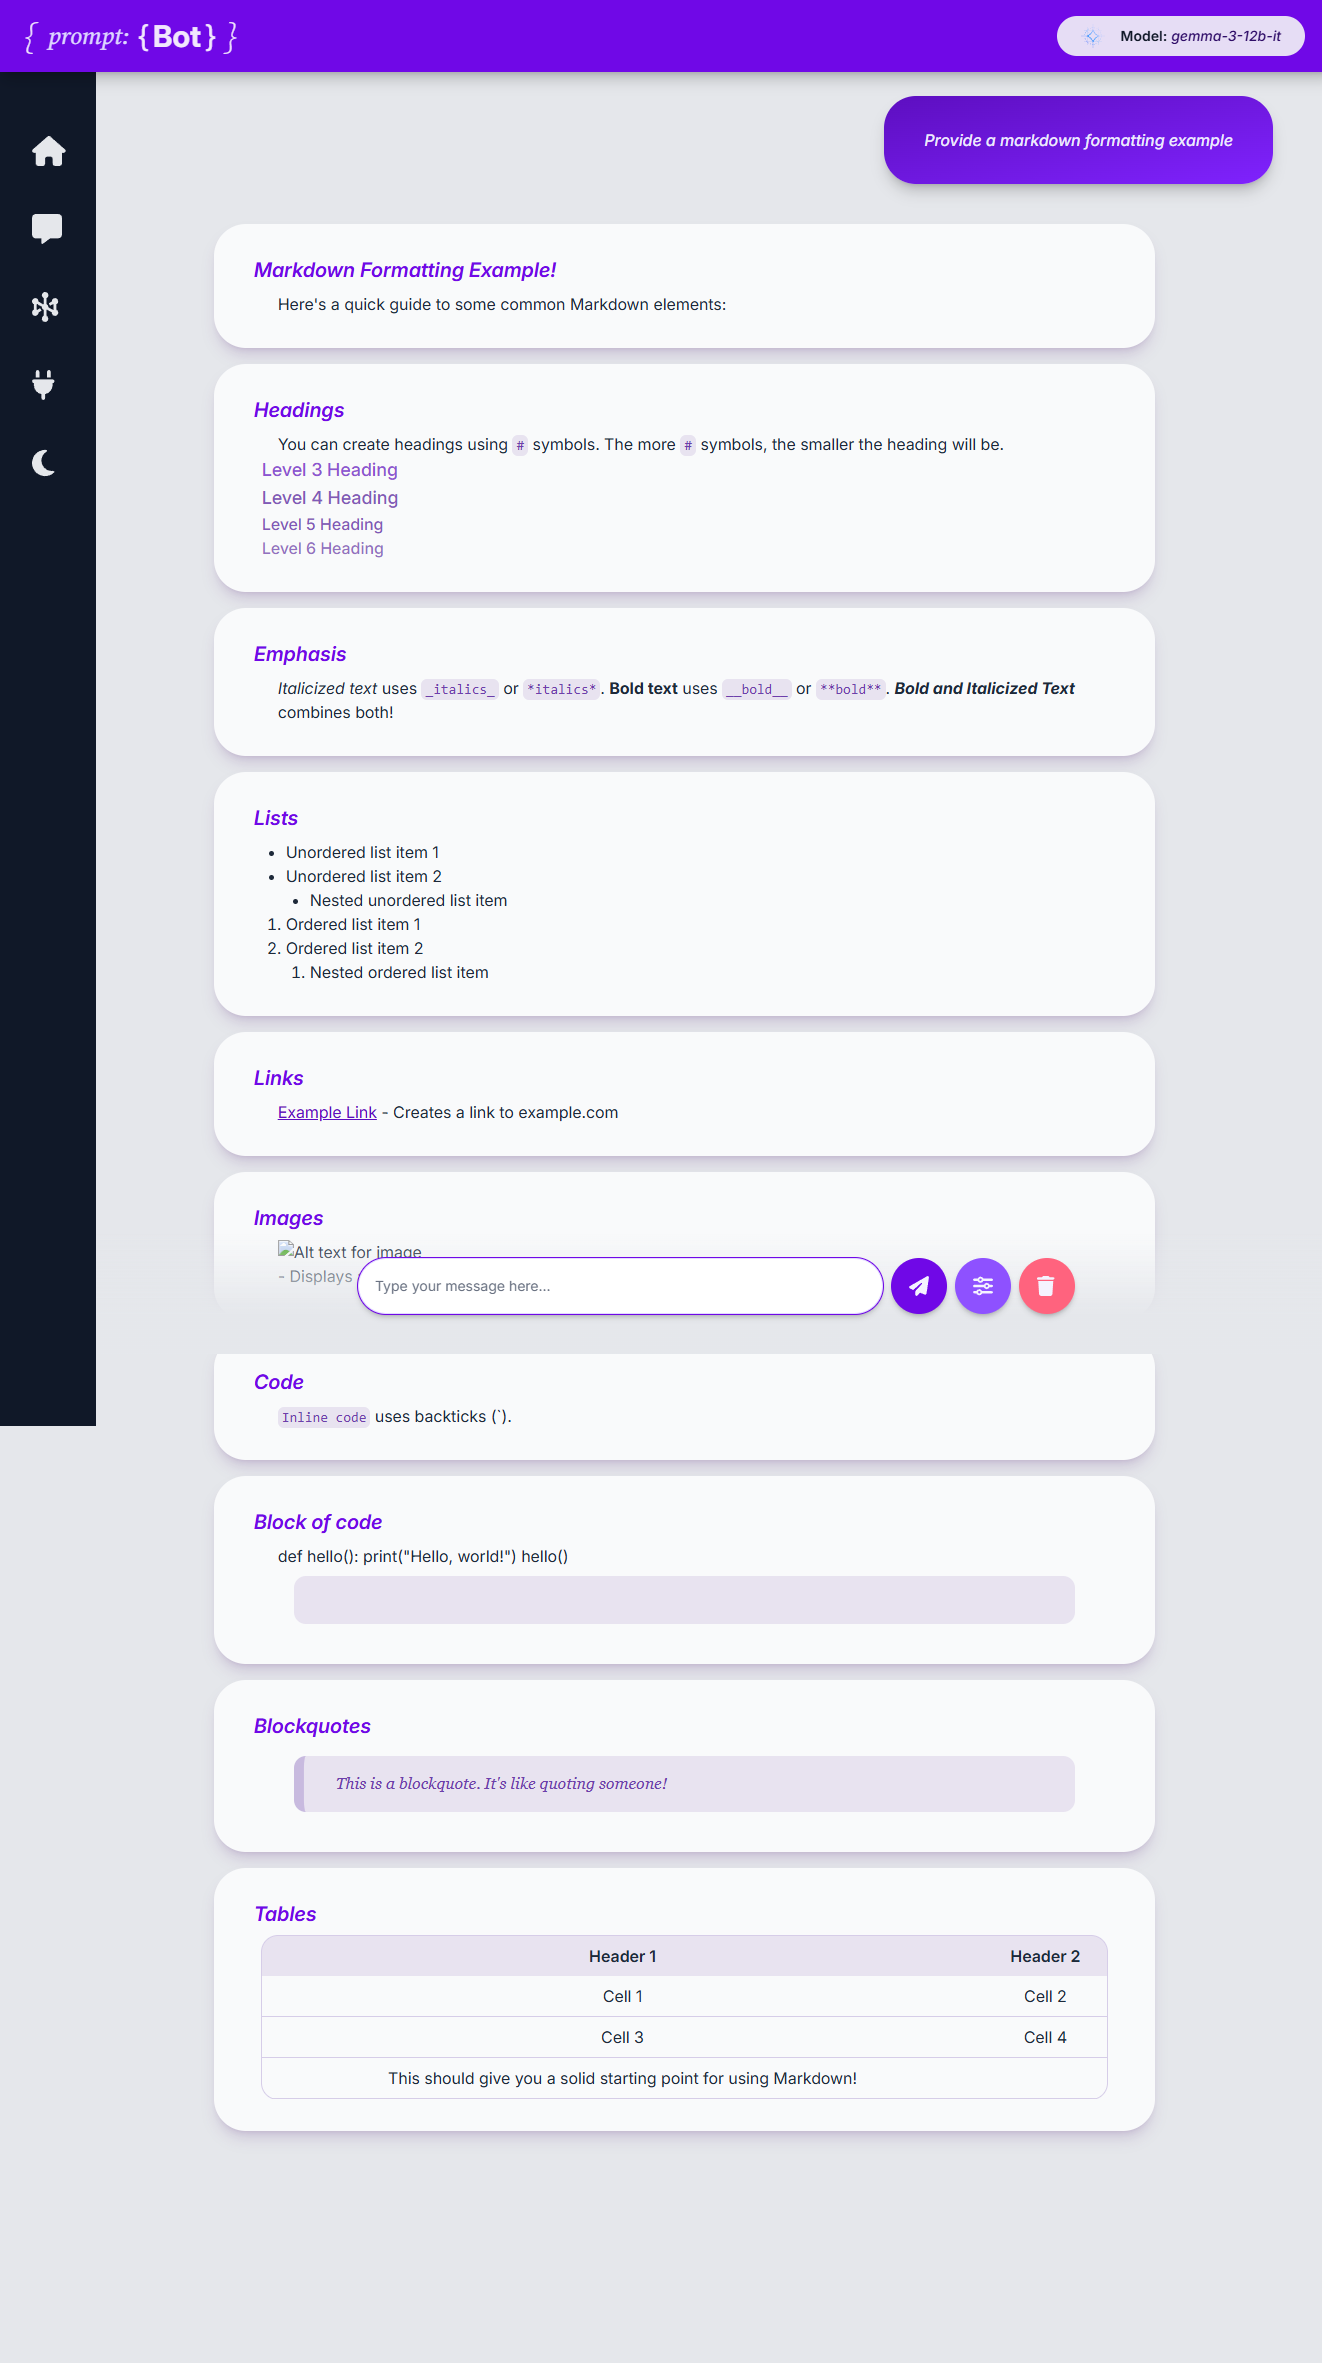 { prompt: {Bot} }
Model: gemma-3-12b-it
Provide a markdown formatting example
Markdown Formatting Example!
Here's a quick guide to some common Markdown elements:
Headings
You can create headings using # symbols. The more # symbols, the smaller the heading will be.
Level 3 Heading
Level 4 Heading
Level 5 Heading
Level 6 Heading
Emphasis
Italicized text uses _italics_ or *italics*. Bold text uses __bold__ or **bold**. Bold and Italicized Text
combines both!
Lists
• Unordered list item 1
• Unordered list item 2
• Nested unordered list item
1. Ordered list item 1
2. Ordered list item 2
1. Nested ordered list item
Links
Example Link - Creates a link to example.com
Images
Alt text for image
- Displays
Type your message here...
Code
Inline code uses backticks (`).
Block of code
def hello(): print("Hello, world!") hello()
Blockquotes
This is a blockquote. It's like quoting someone!
Tables
Header 1 Header 2
Cell 1 Cell 2
Cell 3 Cell 4
This should give you a solid starting point for using Markdown!